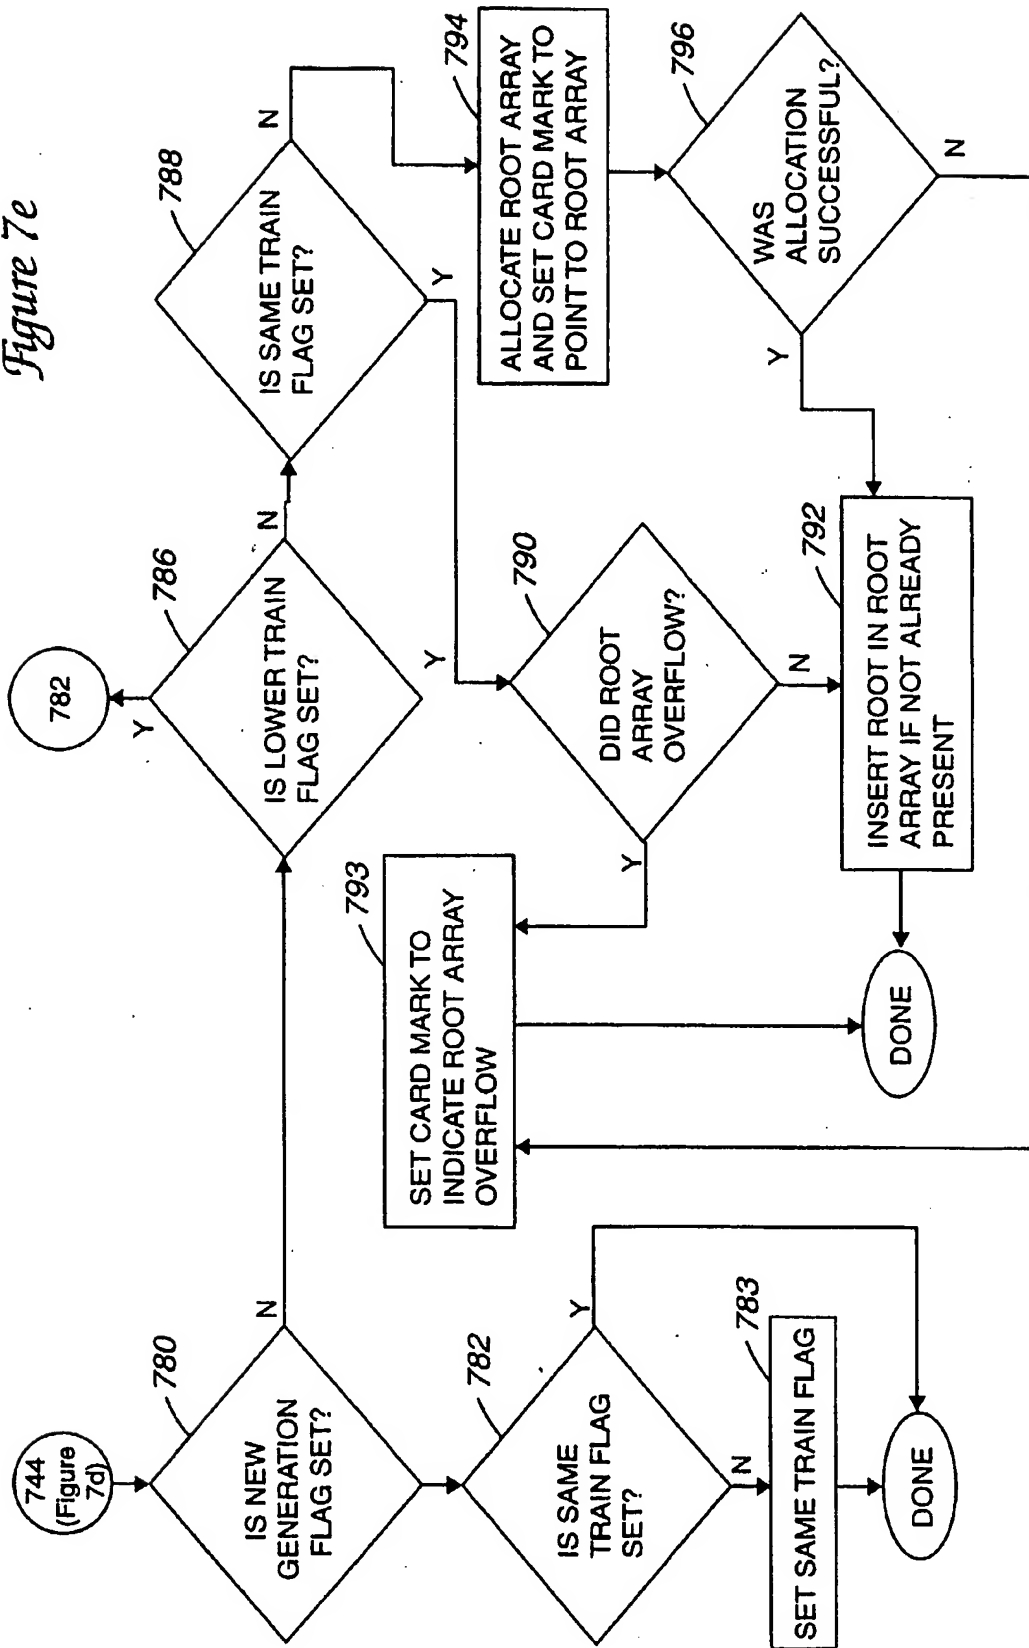 Figure 7e
744
(Figure
7d)
780
IS NEW
GENERATION
FLAG SET?
N
782
IS SAME
TRAIN FLAG
SET?
Y
N
783
SET SAME TRAIN FLAG
DONE
782
Y
786
IS LOWER TRAIN
FLAG SET?
N
788
IS SAME TRAIN
FLAG SET?
N
Y
Y
790
DID ROOT
ARRAY
OVERFLOW?
Y
N
793
SET CARD MARK TO
INDICATE ROOT ARRAY
OVERFLOW
794
ALLOCATE ROOT ARRAY
AND SET CARD MARK TO
POINT TO ROOT ARRAY
796
WAS
ALLOCATION
SUCCESSFUL?
Y
N
792
INSERT ROOT IN ROOT
ARRAY IF NOT ALREADY
PRESENT
DONE